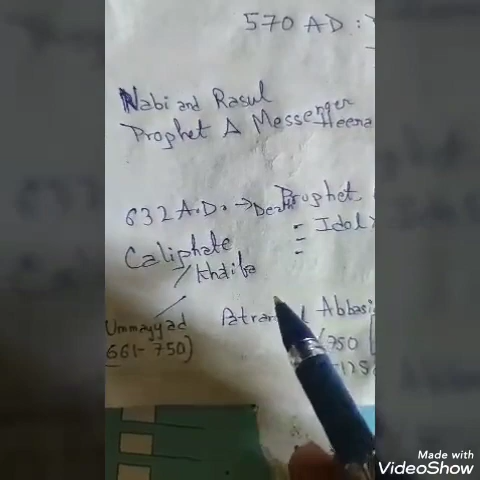 570 AD:
Nabi and Rasul
Prophet A Messenger
Heera
632 A.D. → Death Prophet
Caliphate = Idol
Khalifa =
Ummayyad Abbasi
661-750) 750
Made with
VideoShow